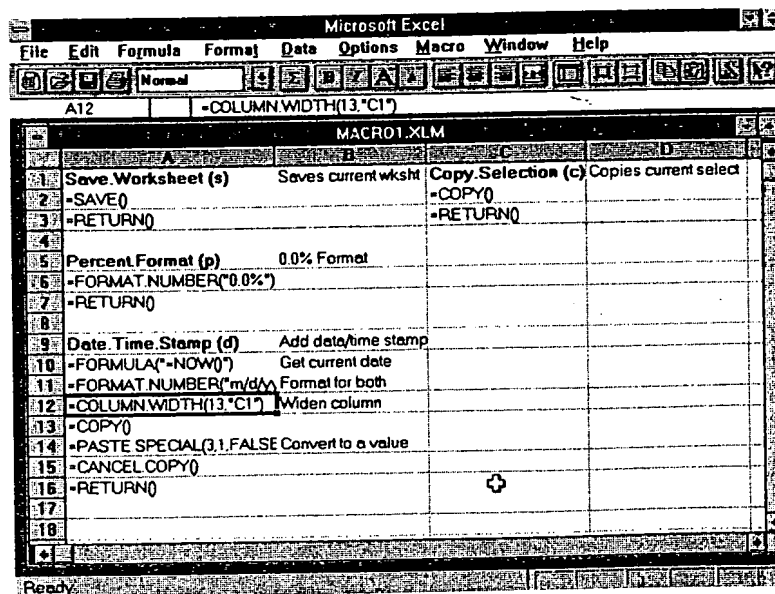 Microsoft Excel
File Edit Formula Format Data Options Macro Window Help
Normal Σ B I A
A12 =COLUMN.WIDTH(13,"C1")
MACRO1.XLM
A B C D
1 Save.Worksheet (s) Saves current wksht Copy.Selection (c) Copies current select
2 =SAVE() =COPY()
3 =RETURN() =RETURN()
4
5 Percent.Format (p) 0.0% Format
6 =FORMAT.NUMBER("0.0%")
7 =RETURN()
8
9 Date.Time.Stamp (d) Add data/time stamp
10 =FORMULA("=NOW()") Get current date
11 =FORMAT.NUMBER("m/d/y Format for both
12 =COLUMN.WIDTH(13,"C1") Widen column
13 =COPY()
14 =PASTE.SPECIAL(3,1,FALSE Convert to a value
15 =CANCEL.COPY()
16 =RETURN()
17
18
Ready